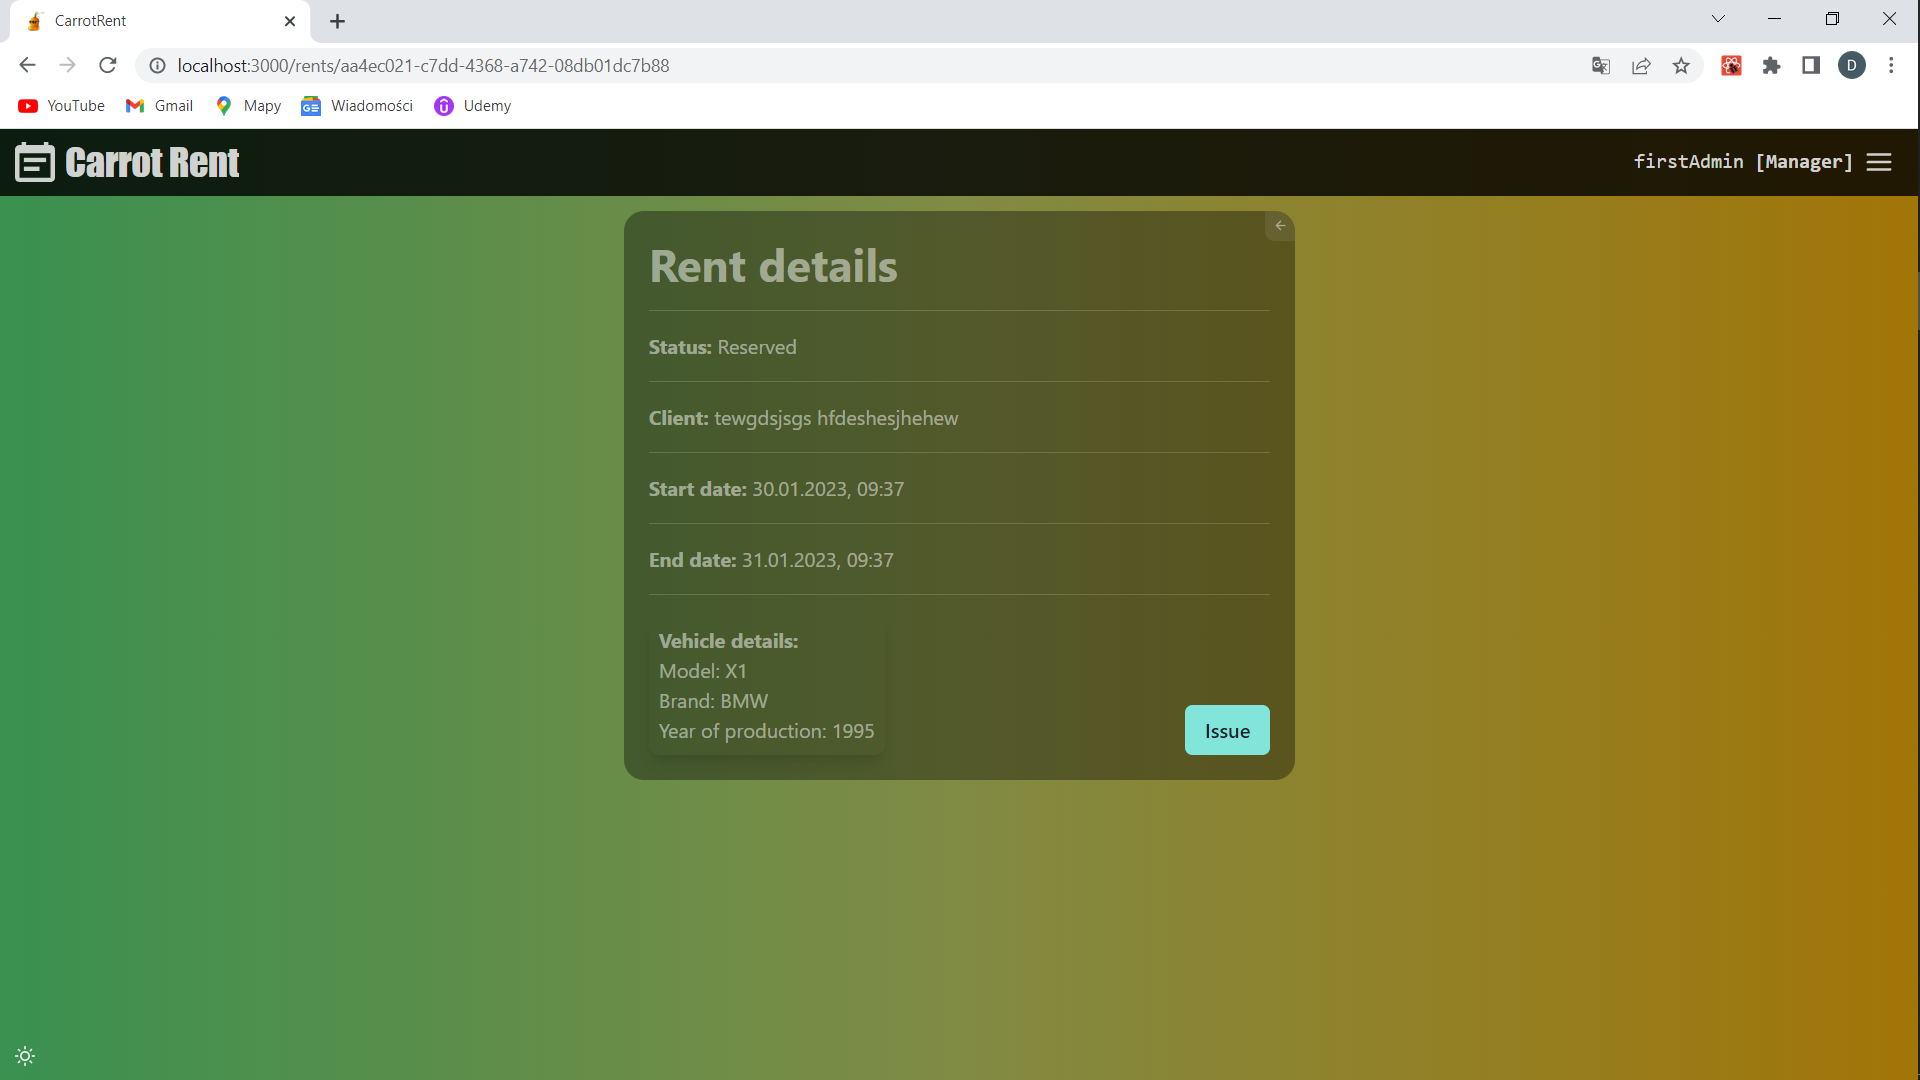 CarrotRent
localhost:3000/rents/aa4ec021-c7dd-4368-a742-08db01dc7b88
D
YouTube Gmail Mapy Wiadomości Udemy
Carrot Rent
firstAdmin [Manager]
Rent details
Status: Reserved
Client: tewgdsjsgs hfdeshesjhehew
Start date: 30.01.2023, 09:37
End date: 31.01.2023, 09:37
Vehicle details:
Model: X1
Brand: BMW
Year of production: 1995
Issue